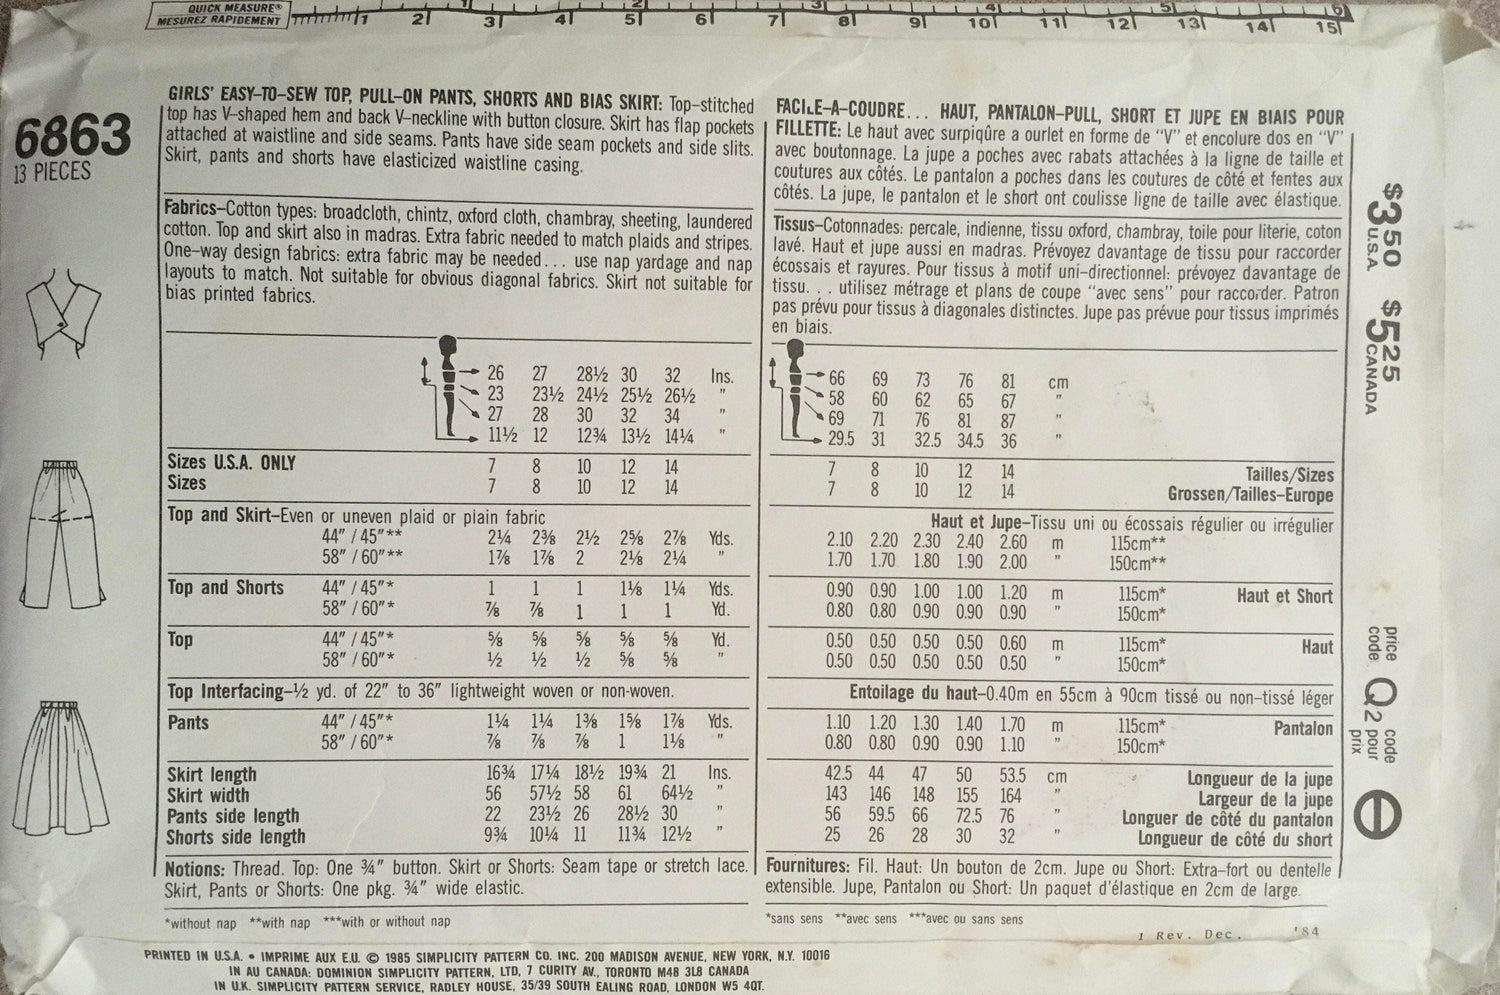 QUICK MEASURE®
MESUREZ RAPIDEMENT
1 2 3 4 5 6 7 8 9 10 11 12 13 14 15
2 3 4 5 6
6863
13 PIECES
GIRLS' EASY-TO-SEW TOP, PULL-ON PANTS, SHORTS AND BIAS SKIRT: Top-stitched
top has V-shaped hem and back V-neckline with button closure. Skirt has flap pockets
attached at waistline and side seams. Pants have side seam pockets and side slits.
Skirt, pants and shorts have elasticized waistline casing.
Fabrics–Cotton types: broadcloth, chintz, oxford cloth, chambray, sheeting, laundered
cotton. Top and skirt also in madras. Extra fabric needed to match plaids and stripes.
One-way design fabrics: extra fabric may be needed... use nap yardage and nap
layouts to match. Not suitable for obvious diagonal fabrics. Skirt not suitable for
bias printed fabrics.
26 27 28½ 30 32 Ins.
23 23½ 24½ 25½ 26½ "
27 28 30 32 34 "
11½ 12 12¾ 13½ 14¼ "
Sizes U.S.A. ONLY 7 8 10 12 14
Sizes 7 8 10 12 14
Top and Skirt–Even or uneven plaid or plain fabric
44" / 45"** 2¼ 2⅜ 2½ 2⅝ 2⅞ Yds.
58" / 60"** 1⅞ 1⅞ 2 2⅛ 2¼ "
Top and Shorts 44" / 45"* 1 1 1 1⅛ 1¼ Yds.
58" / 60"* ⅞ ⅞ 1 1 1 Yd.
Top 44" / 45"* ⅝ ⅝ ⅝ ⅝ ⅝ Yd.
58" / 60"* ½ ½ ½ ⅝ ⅝ "
Top Interfacing–½ yd. of 22" to 36" lightweight woven or non-woven.
Pants 44" / 45"* 1¼ 1¼ 1⅜ 1⅝ 1⅞ Yds.
58" / 60"* ⅞ ⅞ ⅞ 1 1⅛ "
Skirt length 16¾ 17¼ 18½ 19¾ 21 Ins.
Skirt width 56 57½ 58 61 64½ "
Pants side length 22 23½ 26 28½ 30 "
Shorts side length 9¾ 10¼ 11 11¾ 12½ "
Notions: Thread. Top: One ¾" button. Skirt or Shorts: Seam tape or stretch lace.
Skirt, Pants or Shorts: One pkg. ¾" wide elastic.
*without nap **with nap ***with or without nap
FACILE-A-COUDRE... HAUT, PANTALON-PULL, SHORT ET JUPE EN BIAIS POUR
FILLETTE: Le haut avec surpiqûre a ourlet en forme de "V" et encolure dos en "V"
avec boutonnage. La jupe a poches avec rabats attachées à la ligne de taille et
coutures aux côtés. Le pantalon a poches dans les coutures de côté et fentes aux
côtés. La jupe, le pantalon et le short ont coulisse ligne de taille avec élastique.
Tissus–Cotonnades: percale, indienne, tissu oxford, chambray, toile pour literie, coton
lavé. Haut et jupe aussi en madras. Prévoyez davantage de tissu pour raccorder
écossais et rayures. Pour tissus à motif uni-directionnel: prévoyez davantage de
tissu. . . utilisez métrage et plans de coupe "avec sens" pour raccorder. Patron
pas prévu pour tissus à diagonales distinctes. Jupe pas prévue pour tissus imprimés
en biais.
66 69 73 76 81 cm
58 60 62 65 67 "
69 71 76 81 87 "
29.5 31 32.5 34.5 36 "
7 8 10 12 14 Tailles/Sizes
7 8 10 12 14 Grossen/Tailles-Europe
Haut et Jupe–Tissu uni ou écossais régulier ou irrégulier
2.10 2.20 2.30 2.40 2.60 m 115cm**
1.70 1.70 1.80 1.90 2.00 " 150cm**
0.90 0.90 1.00 1.00 1.20 m 115cm* Haut et Short
0.80 0.80 0.90 0.90 0.90 " 150cm*
0.50 0.50 0.50 0.50 0.60 m 115cm* Haut
0.50 0.50 0.50 0.50 0.50 " 150cm*
Entoilage du haut–0.40m en 55cm à 90cm tissé ou non-tissé léger
1.10 1.20 1.30 1.40 1.70 m 115cm* Pantalon
0.80 0.80 0.90 0.90 1.10 " 150cm*
42.5 44 47 50 53.5 cm Longueur de la jupe
143 146 148 155 164 " Largeur de la jupe
56 59.5 66 72.5 76 " Longuer de côté du pantalon
25 26 28 30 32 " Longueur de côté du short
Fournitures: Fil. Haut: Un bouton de 2cm. Jupe ou Short: Extra-fort ou dentelle
extensible. Jupe, Pantalon ou Short: Un paquet d'élastique en 2cm de large.
*sans sens **avec sens ***avec ou sans sens
1 Rev. Dec. '84
$3.50 U.S.A. $5.25 CANADA
price code Q2 code pour prix
e
PRINTED IN U.S.A. • IMPRIME AUX E.U. © 1985 SIMPLICITY PATTERN CO. INC. 200 MADISON AVENUE, NEW YORK, N.Y. 10016
IN AU CANADA: DOMINION SIMPLICITY PATTERN, LTD, 7 CURITY AV., TORONTO M4B 3L8 CANADA
IN U.K. SIMPLICITY PATTERN SERVICE, RADLEY HOUSE, 35/39 SOUTH EALING ROAD, LONDON W5 4QT.